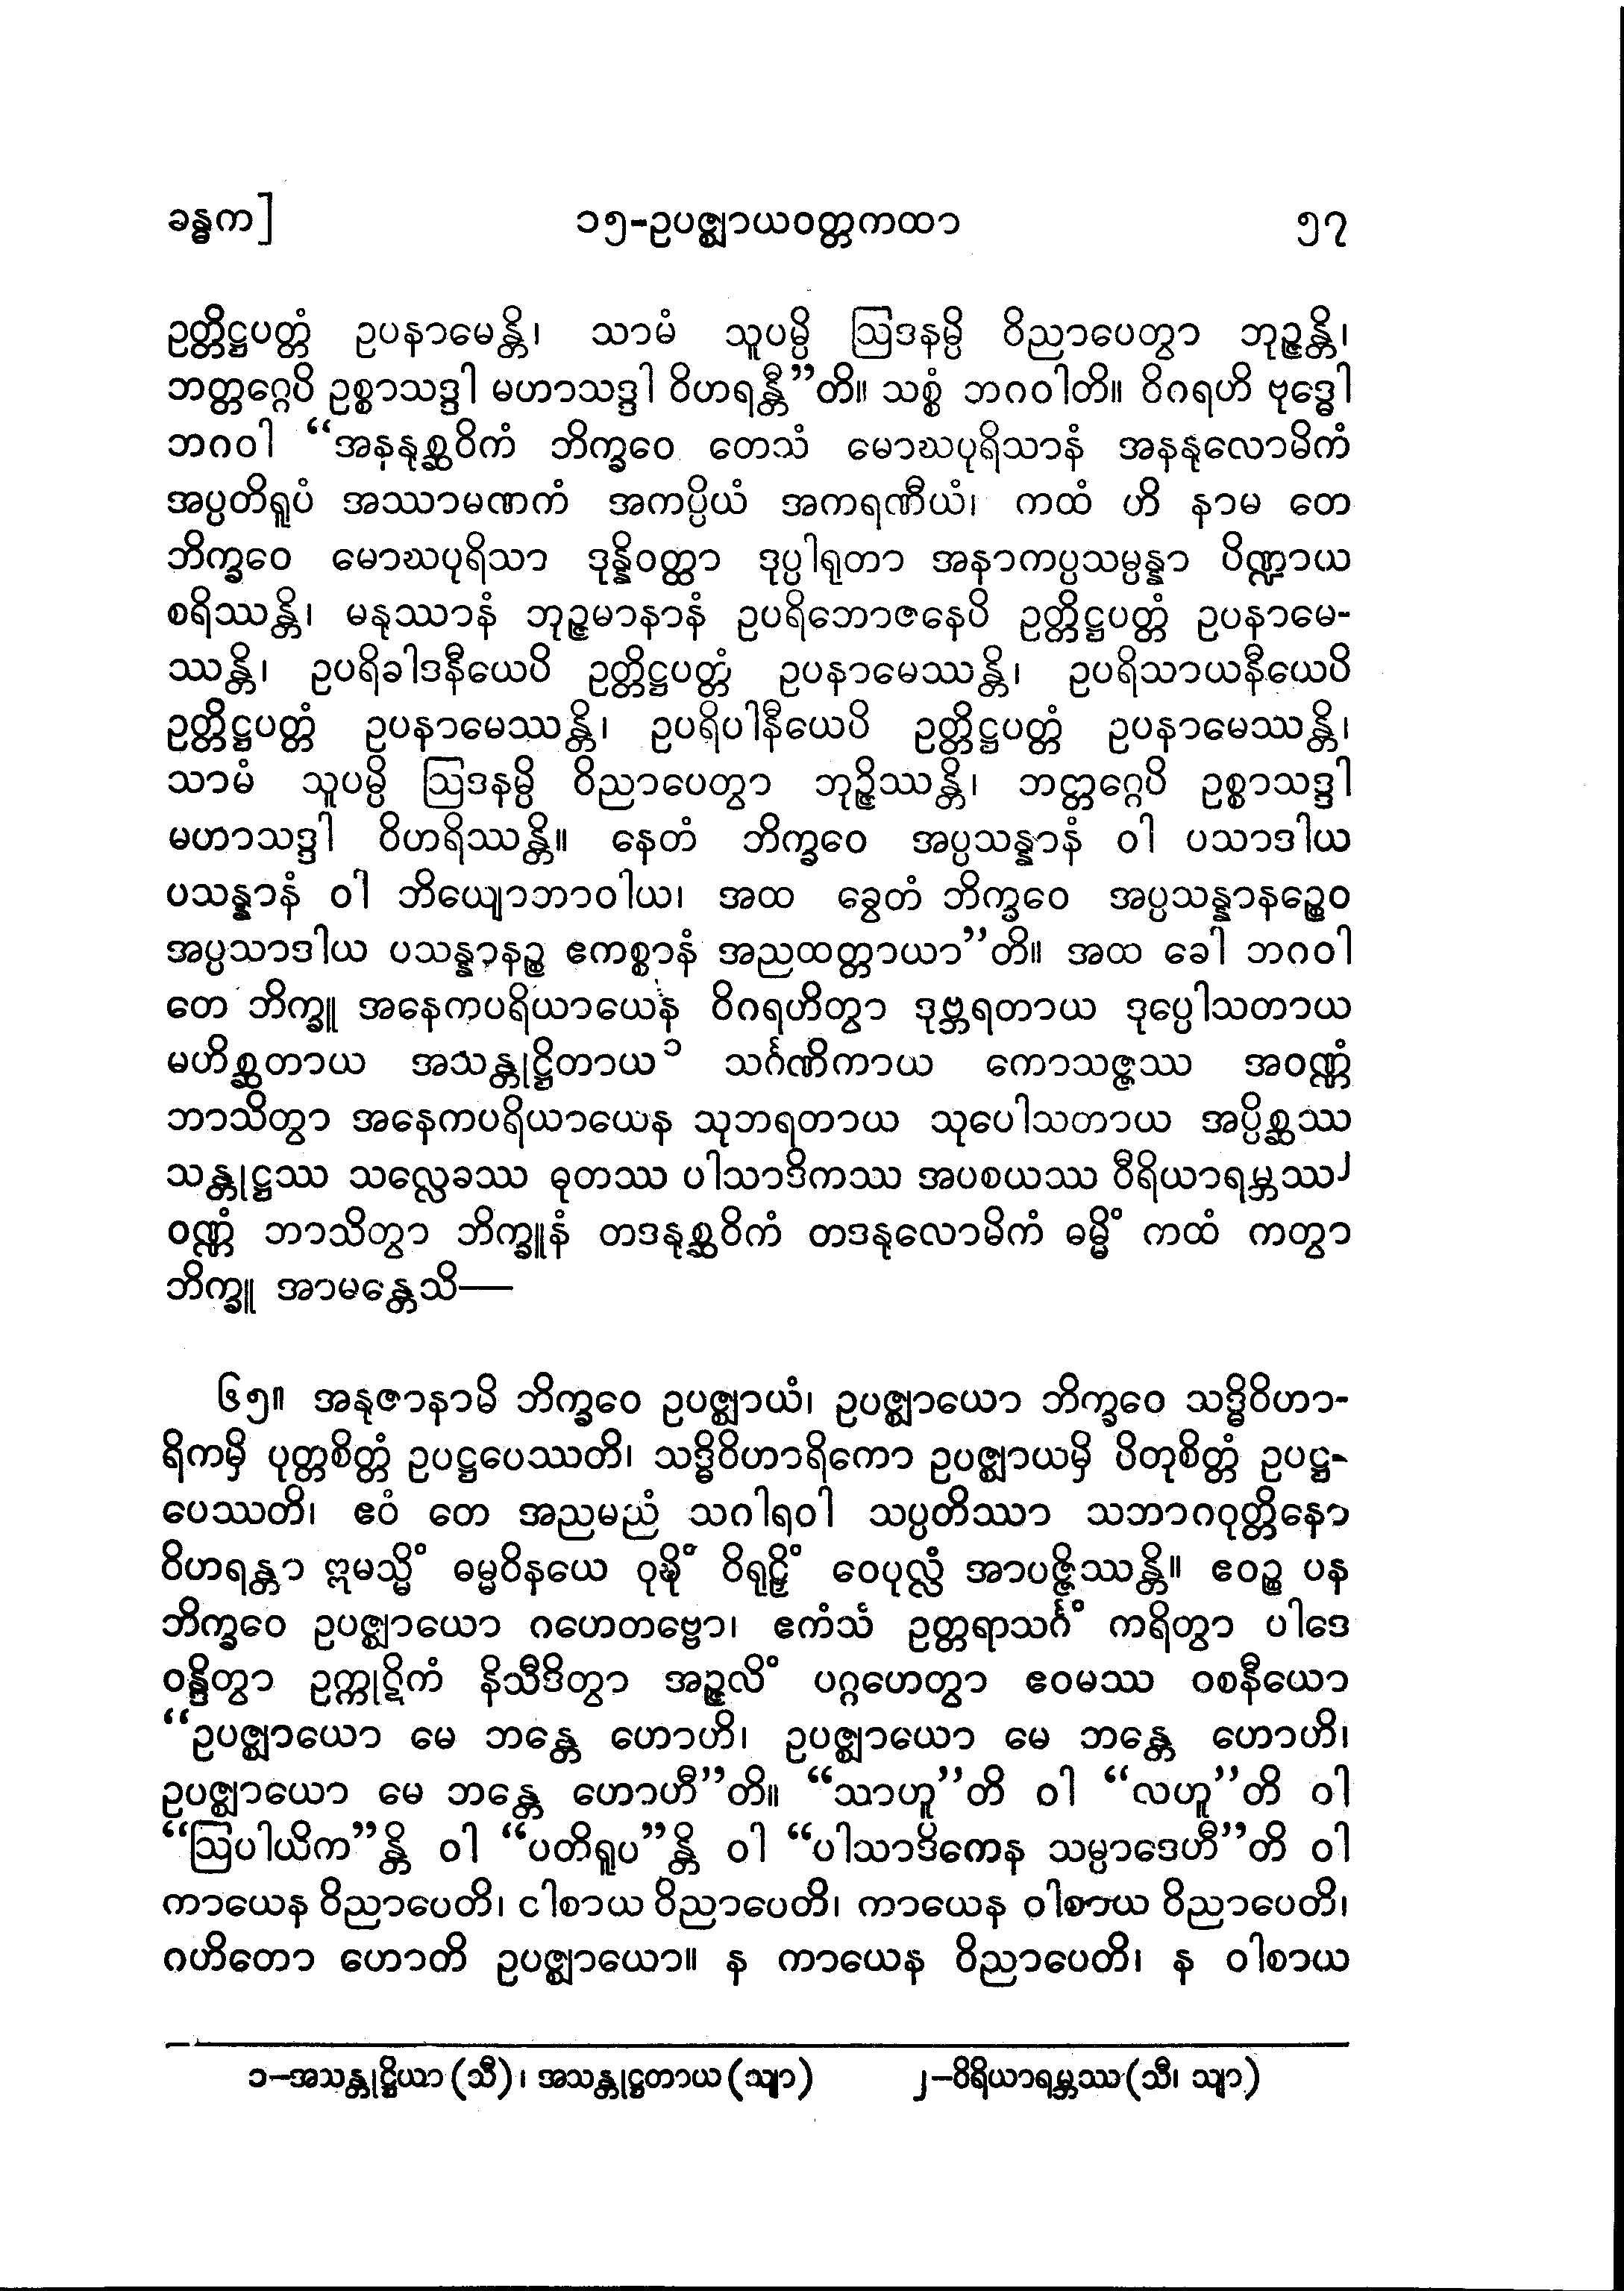 ခန္ဓက]
၁၅-ဥပဇ္ဈာယဝတ္တကထာ
၅၇
ဥတ္တိဋ္ဌပတ္တံ ဥပနာမေန္တိ၊ သာမံ သူပမ္ပိ ဩဒနမ္ပိ ဝိညာပေတွာ ဘုဉ္ဇန္တိ၊
ဘတ္တဂ္ဂေပိ ဥစ္စာသဒ္ဒါ မဟာသဒ္ဒါ ဝိဟရန္တီ”တိ။ သစ္စံ ဘဂဝါတိ။ ဝိဂရဟိ ဗုဒ္ဓေါ
ဘဂဝါ “အနနုစ္ဆဝိကံ ဘိက္ခဝေ တေသံ မောဃပုရိသာနံ အနနုလောမိကံ
အပ္ပတိရူပံ အဿာမဏကံ အကပ္ပိယံ အကရဏီယံ၊ ကထံ ဟိ နာမ တေ
ဘိက္ခဝေ မောဃပုရိသာ ဒုန္နိဝတ္ထာ ဒုပ္ပါရုတာ အနာကပ္ပသမ္ပန္နာ ပိဏ္ဍာယ
စရိဿန္တိ၊ မနုဿာနံ ဘုဉ္ဇမာနာနံ ဥပရိဘောဇနေပိ ဥတ္တိဋ္ဌပတ္တံ ဥပနာမေ-
ဿန္တိ၊ ဥပရိခါဒနီယေပိ ဥတ္တိဋ္ဌပတ္တံ ဥပနာမေဿန္တိ၊ ဥပရိသာယနီယေပိ
ဥတ္တိဋ္ဌပတ္တံ ဥပနာမေဿန္တိ၊ ဥပရိပါနီယေပိ ဥတ္တိဋ္ဌပတ္တံ ဥပနာမေဿန္တိ၊
သာမံ သူပမ္ပိ ဩဒနမ္ပိ ဝိညာပေတွာ ဘုဉ္ဇိဿန္တိ၊ ဘတ္တဂ္ဂေပိ ဥစ္စာသဒ္ဒါ
မဟာသဒ္ဒါ ဝိဟရိဿန္တိ။ နေတံ ဘိက္ခဝေ အပ္ပသန္နာနံ ဝါ ပသာဒါယ
ပသန္နာနံ ဝါ ဘိယျောဘာဝါယ၊ အထ ခွေတံ ဘိက္ခဝေ အပ္ပသန္နာနဉ္စေဝ
အပ္ပသာဒါယ ပသန္နာနဉ္စ ဧကစ္စာနံ အညထတ္တာယာ”တိ။ အထ ခေါ ဘဂဝါ
တေ ဘိက္ခူ အနေကပရိယာယေန ဝိဂရဟိတွာ ဒုဗ္ဘရတာယ ဒုပ္ပေါသတာယ
မဟိစ္ဆတာယ အသန္တုဋ္ဌိတာယ၁ သင်္ဂဏိကာယ ကောသဇ္ဇဿ အဝဏ္ဏံ
ဘာသိတွာ အနေကပရိယာယေန သုဘရတာယ သုပေါသတာယ အပ္ပိစ္ဆဿ
သန္တုဋ္ဌဿ သလ္လေခဿ ဓုတဿ ပါသာဒိကဿ အပစယဿ ဝီရိယာရမ္ဘဿ၂
ဝဏ္ဏံ ဘာသိတွာ ဘိက္ခူနံ တဒနုစ္ဆဝိကံ တဒနုလောမိကံ ဓမ္မိံ ကထံ ကတွာ
ဘိက္ခူ အာမန္တေသိ—
၆၅။ အနုဇာနာမိ ဘိက္ခဝေ ဥပဇ္ဈာယံ၊ ဥပဇ္ဈာယော ဘိက္ခဝေ သဒ္ဓိဝိဟာ-
ရိကမှိ ပုတ္တစိတ္တံ ဥပဋ္ဌပေဿတိ၊ သဒ္ဓိဝိဟာရိကော ဥပဇ္ဈာယမှိ ပိတုစိတ္တံ ဥပဋ္ဌ-
ပေဿတိ၊ ဧဝံ တေ အညမညံ သဂါရဝါ သပ္ပတိဿာ သဘာဂဝုတ္တိနော
ဝိဟရန္တာ ဣမသ္မိံ ဓမ္မဝိနယေ ဝုဍ္ဎိံ ဝိရုဠှိံ ဝေပုလ္လံ အာပဇ္ဇိဿန္တိ။ ဧဝဉ္စ ပန
ဘိက္ခဝေ ဥပဇ္ဈာယော ဂဟေတဗ္ဗော၊ ဧကံသံ ဥတ္တရာသင်္ဂံ ကရိတွာ ပါဒေ
ဝန္ဒိတွာ ဥက္ကုဋိကံ နိသီဒိတွာ အဉ္ဇလိံ ပဂ္ဂဟေတွာ ဧဝမဿ ဝစနီယော
“ဥပဇ္ဈာယော မေ ဘန္တေ ဟောဟိ၊ ဥပဇ္ဈာယော မေ ဘန္တေ ဟောဟိ၊
ဥပဇ္ဈာယော မေ ဘန္တေ ဟောဟီ”တိ။ “သာဟူ”တိ ဝါ “လဟူ”တိ ဝါ
“ဩပါယိက”န္တိ ဝါ “ပတိရူပ”န္တိ ဝါ “ပါသာဒိကေန သမ္ပာဒေဟီ”တိ ဝါ
ကာယေန ဝိညာပေတိ၊ ဝါစာယ ဝိညာပေတိ၊ ကာယေန ဝါစာယ ဝိညာပေတိ၊
ဂဟိတော ဟောတိ ဥပဇ္ဈာယော။ န ကာယေန ဝိညာပေတိ၊ န ဝါစာယ
၁-အသန္တုဋ္ဌိယာ (သီ)၊ အသန္တုဋ္ဌတာယ (သျာ)
၂-ဝိရိယာရမ္ဘဿ (သီ၊ သျာ)